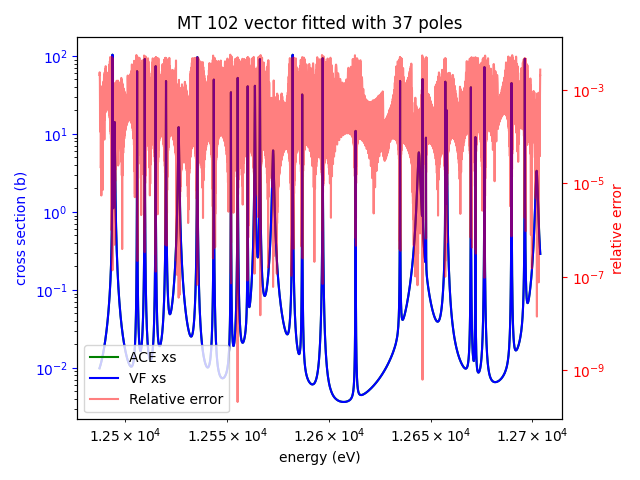 MT 102 vector fitted with 37 poles
10²
10¹
10⁰
10⁻¹
10⁻²
cross section (b)
10⁻³
10⁻⁵
10⁻⁷
10⁻⁹
relative error
ACE xs
VF xs
Relative error
1.25 × 10⁴ 1.255 × 10⁴ 1.26 × 10⁴ 1.265 × 10⁴ 1.27 × 10⁴
energy (eV)